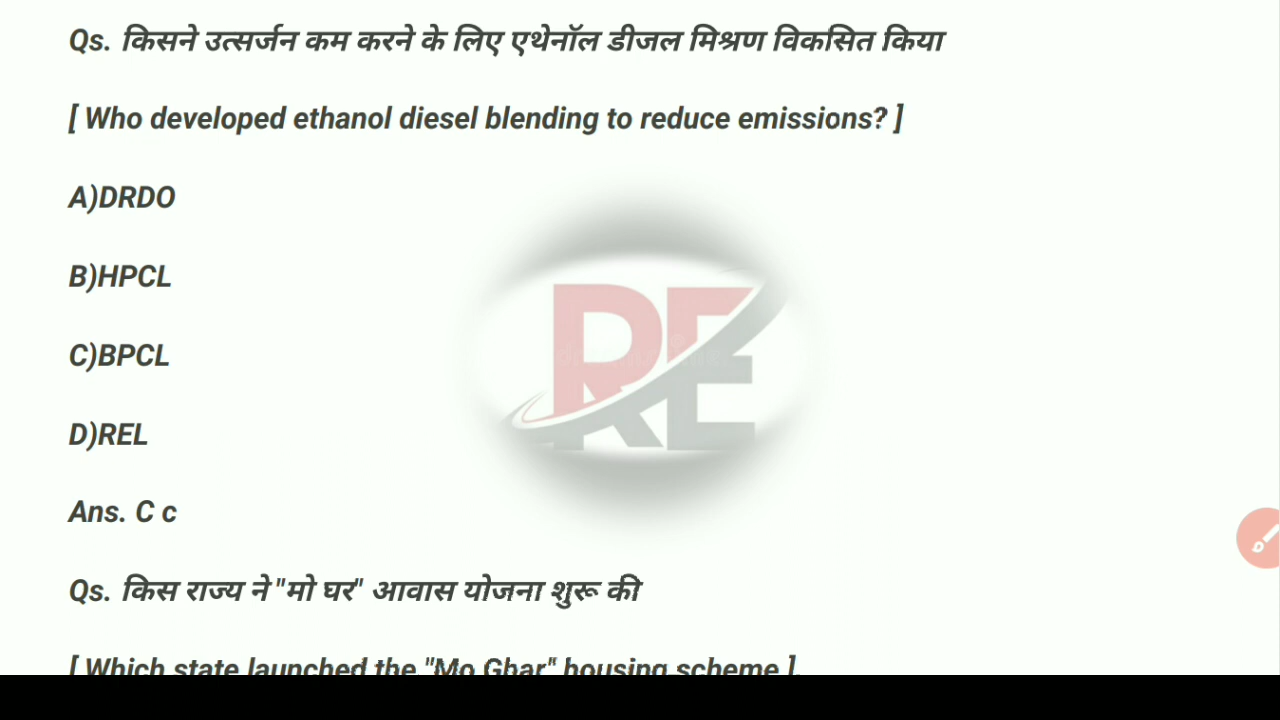 Qs. किसने उत्सर्जन कम करने के लिए एथेनॉल डीजल मिश्रण विकसित किया
[ Who developed ethanol diesel blending to reduce emissions? ]
A)DRDO
B)HPCL
C)BPCL
D)REL
Ans. C c
Qs. किस राज्य ने "मो घर" आवास योजना शुरू की
[ Which state launched the "Mo Ghar" housing scheme ].
RE